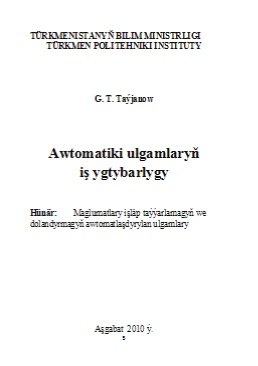 TÜRKMENISTANYŇ BILIM MINISTRLIGI
TÜRKMEN POLITEHNIKI INSTITUTY
G. T. Taýjanow
Awtomatiki ulgamlaryň
iş ygtybarlygy
Hünär: Maglumatlary işläp taýýarlamagyň we
dolandyrmagyň awtomatlaşdyrylan ulgamlary
Aşgabat 2010 ý.